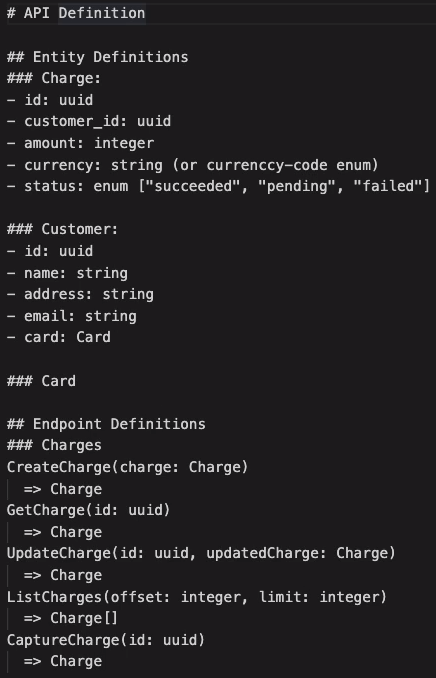 # API Definition
## Entity Definitions
### Charge:
- id: uuid
- customer_id: uuid
- amount: integer
- currency: string (or currenccy-code enum)
- status: enum ["succeeded", "pending", "failed"]
### Customer:
- id: uuid
- name: string
- address: string
- email: string
- card: Card
### Card
## Endpoint Definitions
### Charges
CreateCharge(charge: Charge)
=> Charge
GetCharge(id: uuid)
=> Charge
UpdateCharge(id: uuid, updatedCharge: Charge)
=> Charge
ListCharges(offset: integer, limit: integer)
=> Charge[]
CaptureCharge(id: uuid)
=> Charge